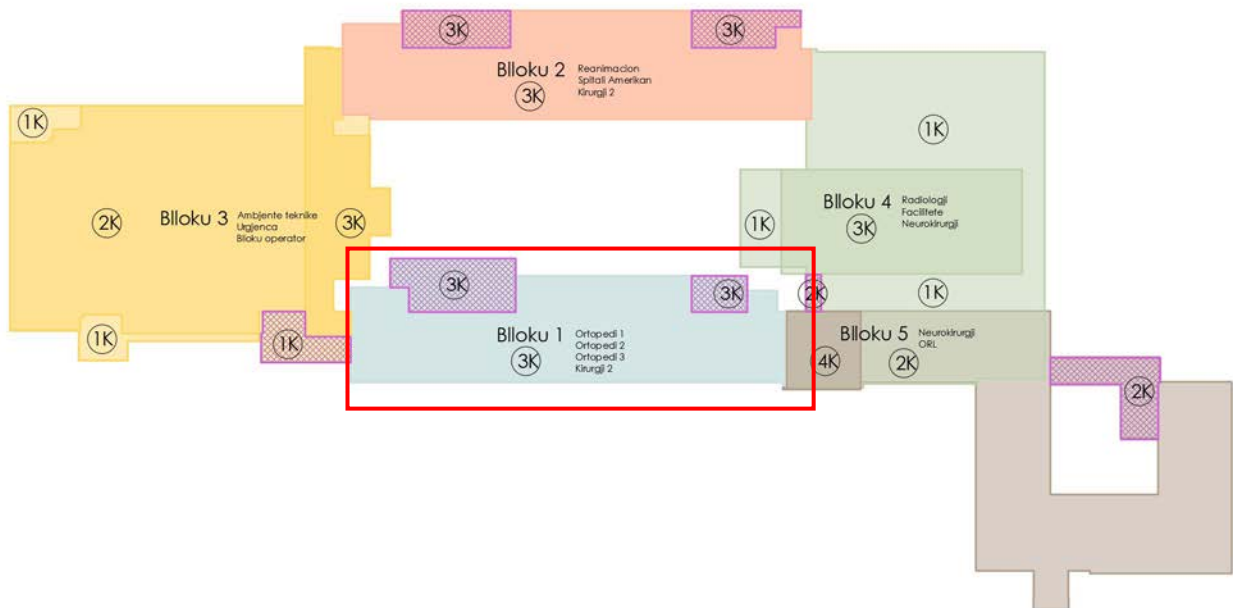 3K
3K
Blloku 2
Reanimacion
Spitali Amerikan
Kirurgji 2
3K
1K
1K
Blloku 3
Ambjente teknike
Urgjenca
Blloku operator
2K
3K
1K
Blloku 4
Radiologji
Facilitete
Neurokirurgji
3K
3K
3K
2K
1K
1K
1K
Blloku 1
Ortopedi 1
Ortopedi 2
Ortopedi 3
Kirurgji 2
3K
4K
Blloku 5
Neurokirurgji
ORL
2K
2K